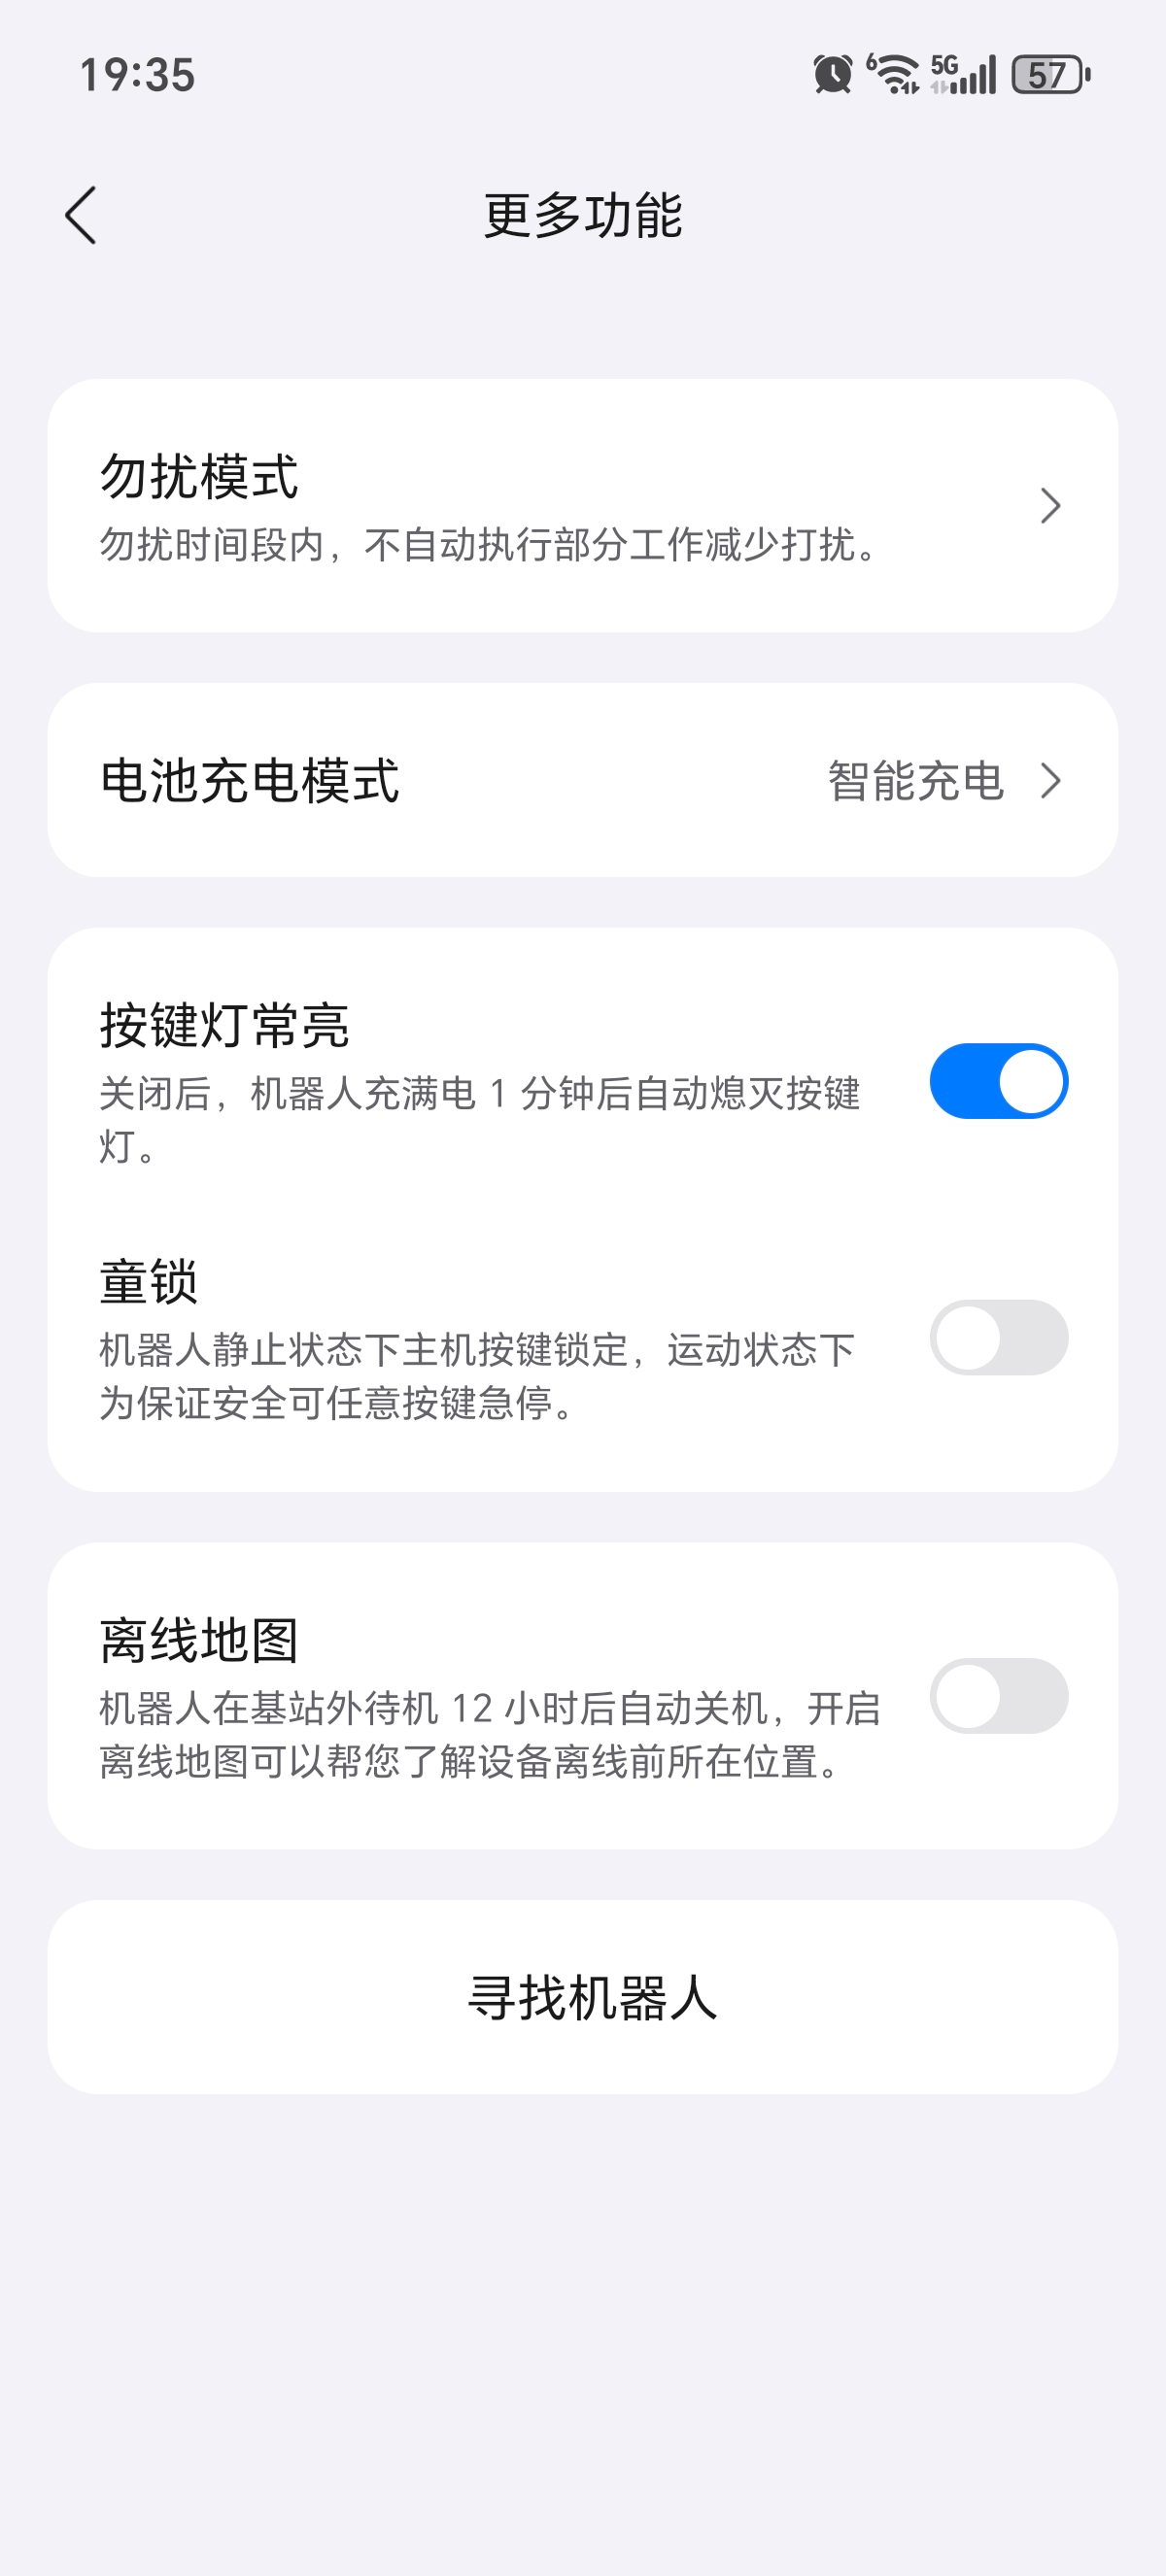 19:35
6 5G 57
更多功能
勿扰模式
勿扰时间段内，不自动执行部分工作减少打扰。
电池充电模式 智能充电
按键灯常亮
关闭后，机器人充满电 1 分钟后自动熄灭按键
灯。
童锁
机器人静止状态下主机按键锁定，运动状态下
为保证安全可任意按键急停。
离线地图
机器人在基站外待机 12 小时后自动关机，开启
离线地图可以帮您了解设备离线前所在位置。
寻找机器人